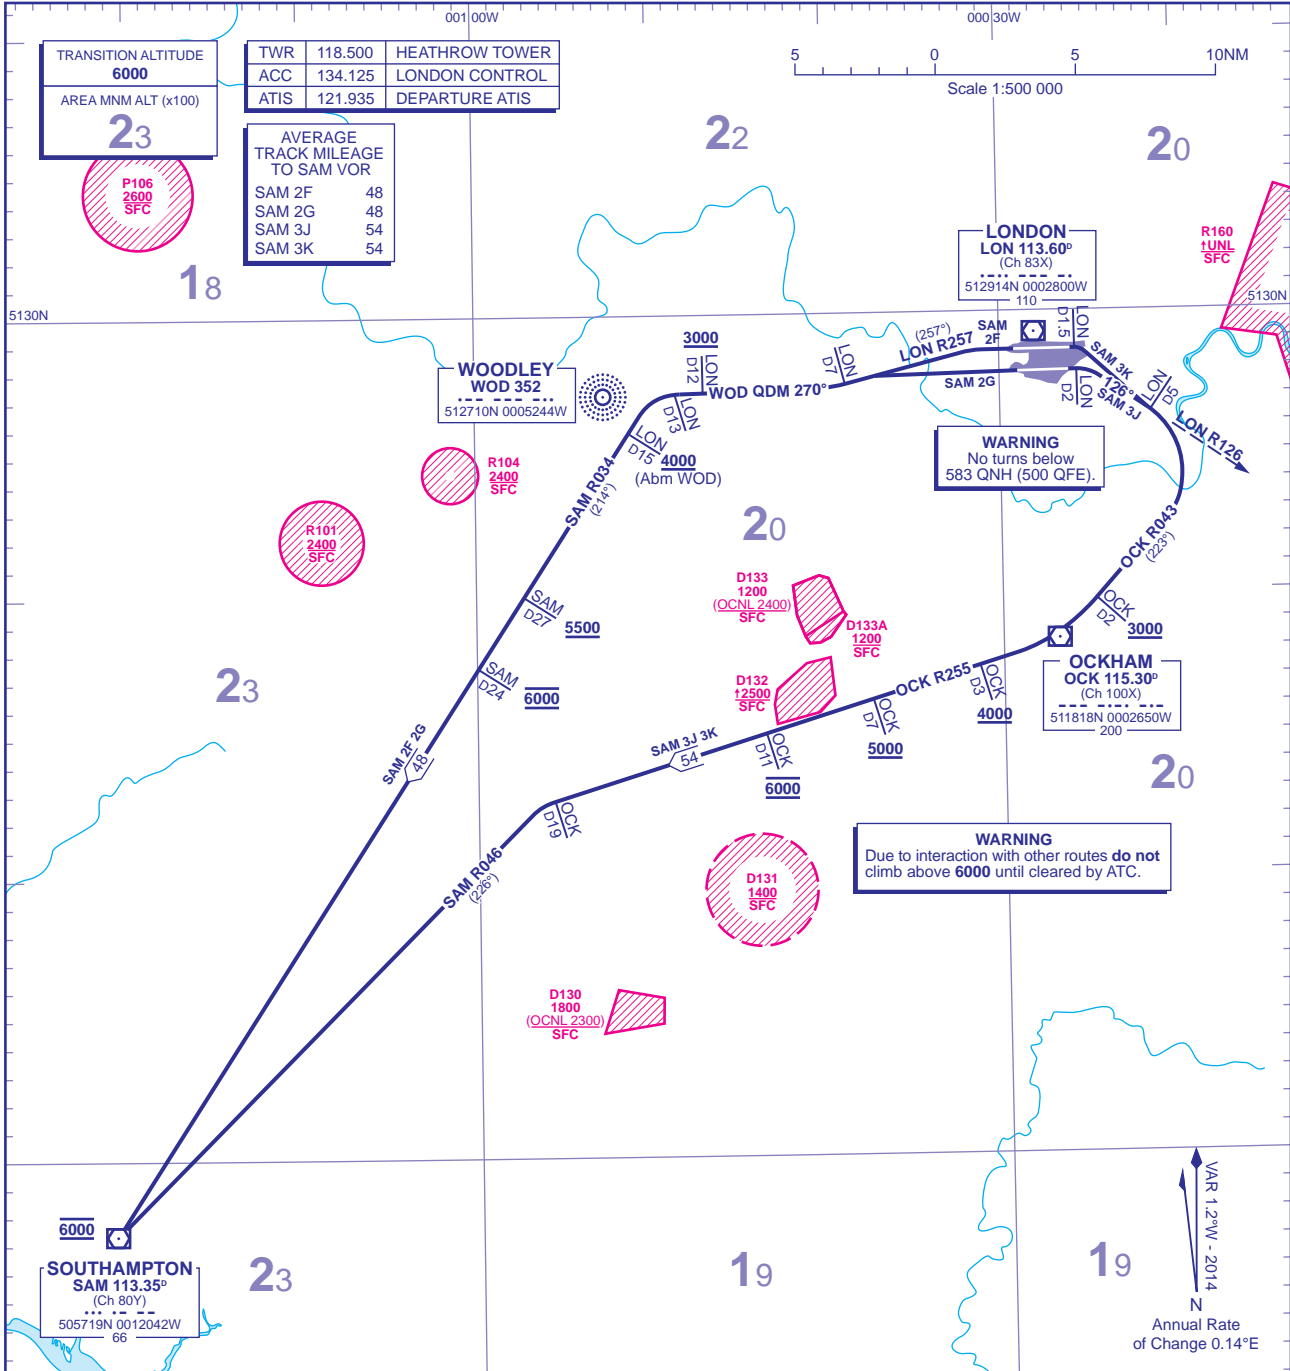 001 00W
000 30W
TRANSITION ALTITUDE
6000
AREA MNM ALT (x100)
23
TWR 118.500 HEATHROW TOWER
ACC 134.125 LONDON CONTROL
ATIS 121.935 DEPARTURE ATIS
5 0 5 10NM
Scale 1:500 000
AVERAGE
TRACK MILEAGE
TO SAM VOR
SAM 2F 48
SAM 2G 48
SAM 3J 54
SAM 3K 54
22
20
P106
2600
SFC
18
R160
↑UNL
SFC
LONDON
LON 113.60ᴰ
(Ch 83X)
512914N 0002800W
110
5130N
5130N
3000
LON
D12
LON
D7
(257°)
LON R257
SAM
2F
LON
D1.5
SAM 3K
126°
SAM 3J
LON
D2
LON
D5
LON R126
WOODLEY
WOD 352
512710N 0005244W
WOD QDM 270°
SAM 2G
LON
D13
LON
D15
4000
(Abm WOD)
WARNING
No turns below
583 QNH (500 QFE).
R104
2400
SFC
R101
2400
SFC
SAM R034
(214°)
20
OCK R043
(223°)
D133
1200
(OCNL 2400)
SFC
D133A
1200
SFC
SAM
D27
5500
OCK
D2
3000
SAM
D24
6000
23
D132
↑2500
SFC
OCK R255
OCK
D3
4000
OCKHAM
OCK 115.30ᴰ
(Ch 100X)
511818N 0002650W
200
OCK
D7
5000
OCK
D11
6000
SAM 3J 3K
54
SAM 2F 2G
48
20
OCK
D19
WARNING
Due to interaction with other routes do not
climb above 6000 until cleared by ATC.
SAM R046
(226°)
D131
1400
SFC
D130
1800
(OCNL 2300)
SFC
6000
SOUTHAMPTON
SAM 113.35ᴰ
(Ch 80Y)
505719N 0012042W
66
23
19
19
VAR 1.2°W - 2014
N
Annual Rate
of Change 0.14°E